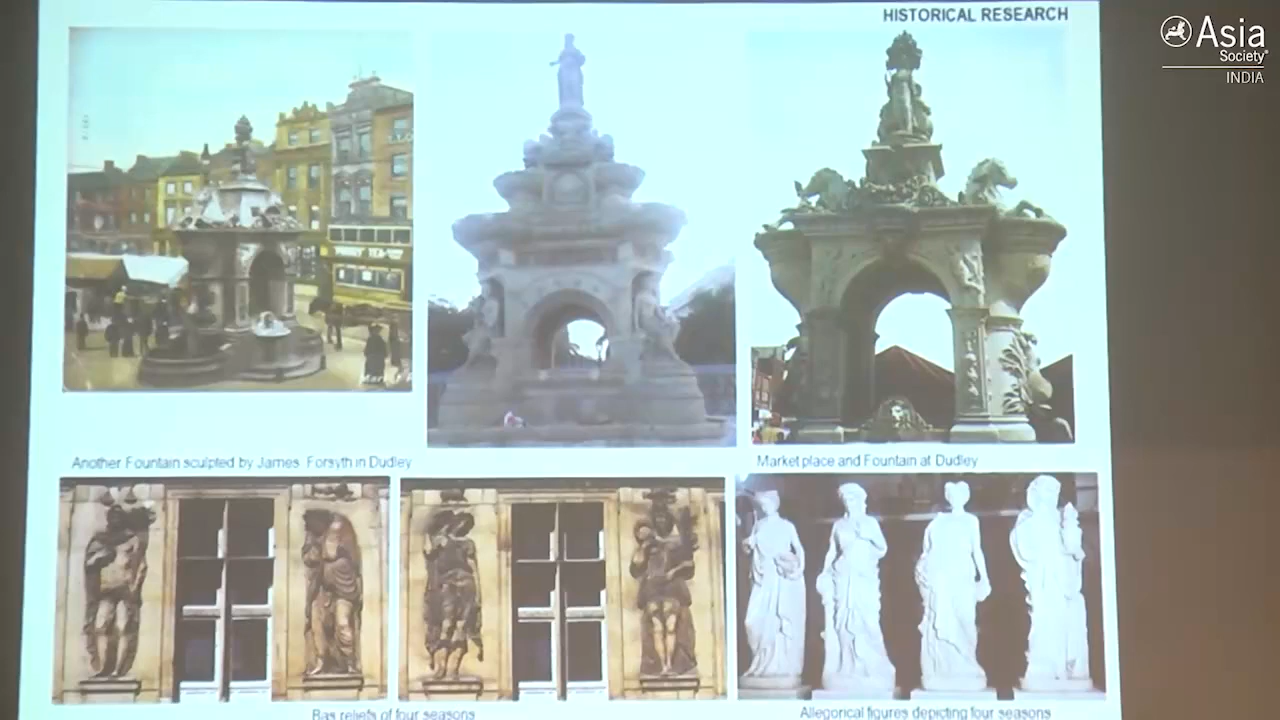 HISTORICAL RESEARCH
Asia
Society
INDIA
Another Fountain sculpted by James Forsyth in Dudley
Market place and Fountain at Dudley
Bas reliefs of four seasons
Allegorical figures depicting four seasons